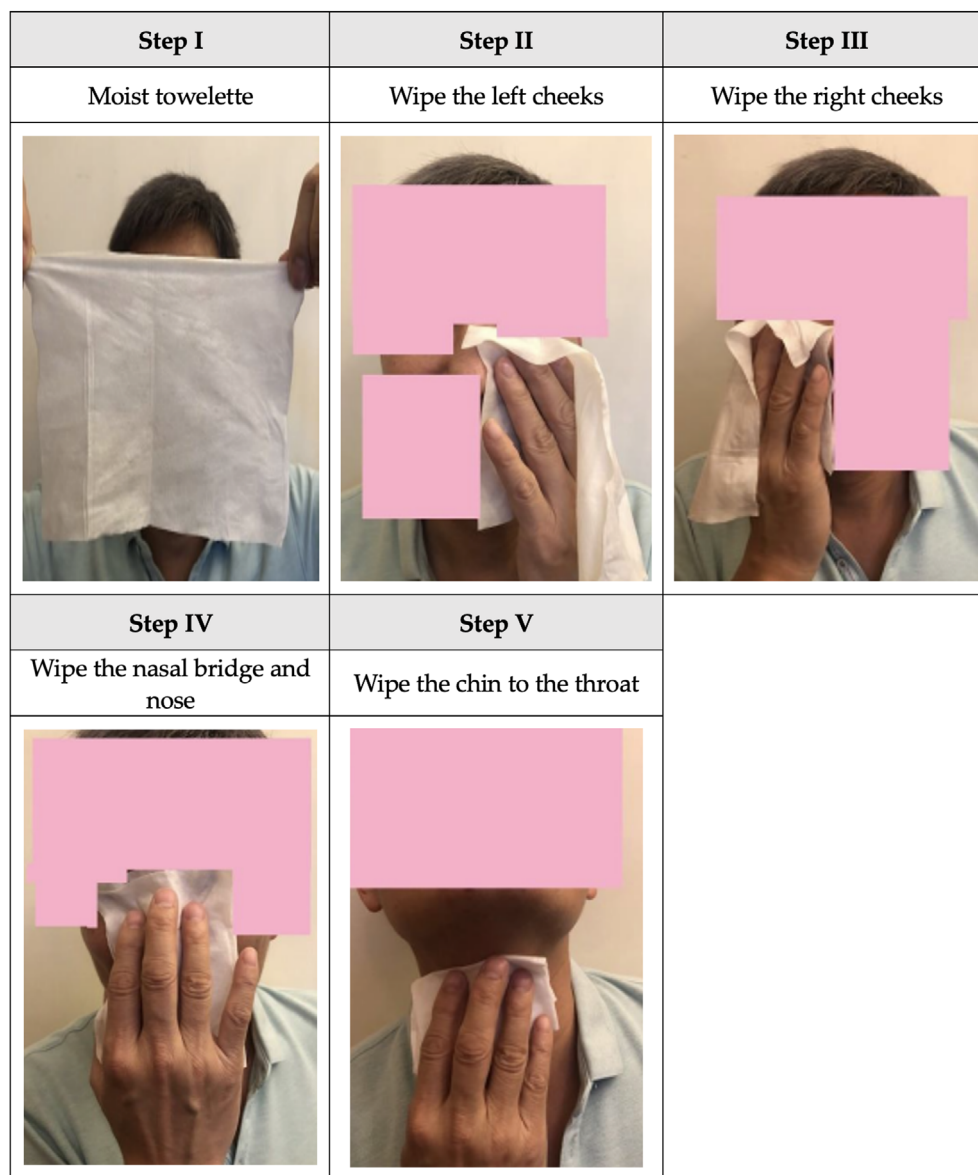 Step I
Step II
Step III
Moist towelette
Wipe the left cheeks
Wipe the right cheeks
Step IV
Step V
Wipe the nasal bridge and
nose
Wipe the chin to the throat